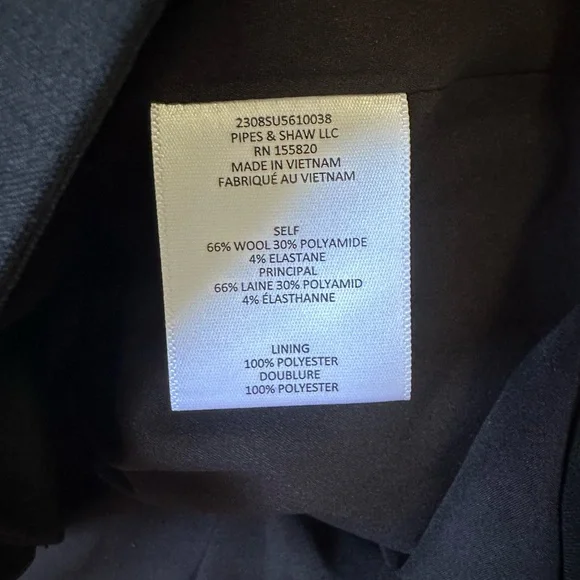 2308SU5610038
PIPES & SHAW LLC
RN 155820
MADE IN VIETNAM
FABRIQUÉ AU VIETNAM
SELF
66% WOOL 30% POLYAMIDE
4% ELASTANE
PRINCIPAL
66% LAINE 30% POLYAMID
4% ÉLASTHANNE
LINING
100% POLYESTER
DOUBLURE
100% POLYESTER